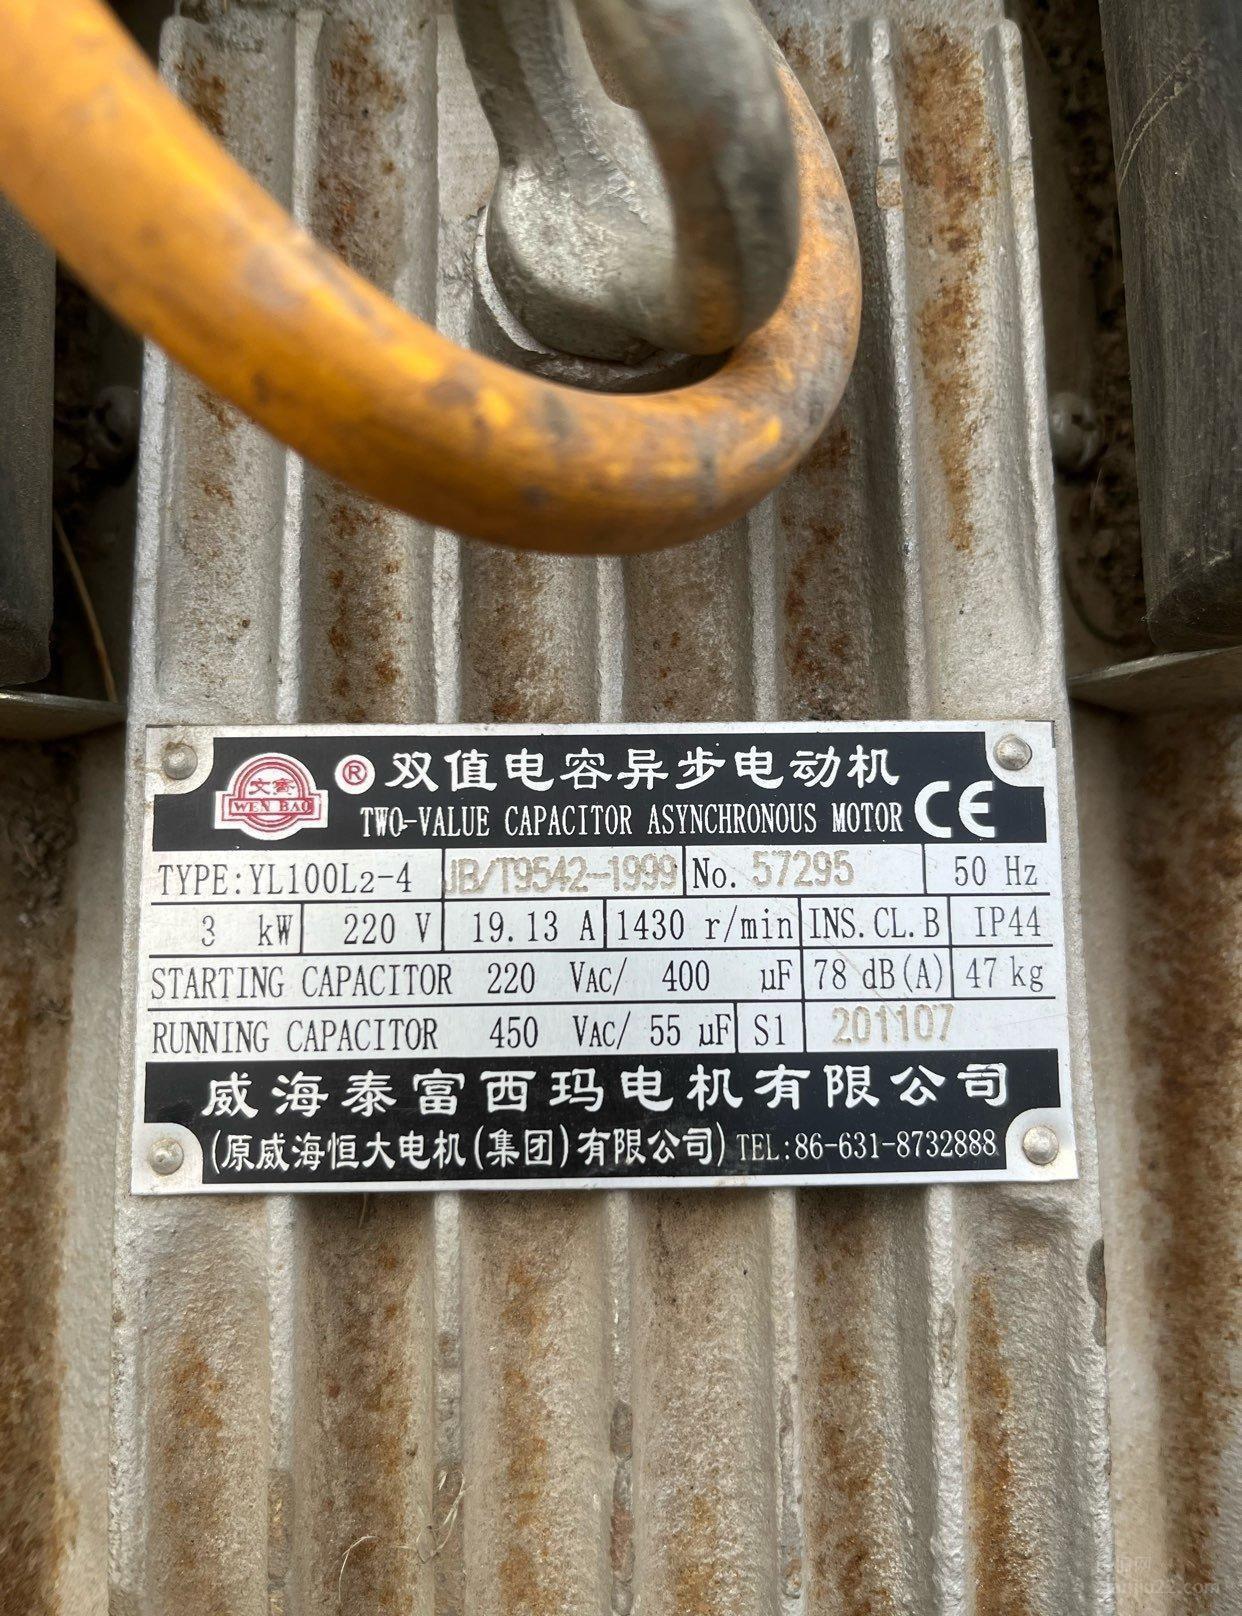 文宝
WEN BAO
® 双值电容异步电动机
TWO-VALUE CAPACITOR ASYNCHRONOUS MOTOR CE
TYPE:YL100L2-4 JB/T9542-1999 No. 57295 50 Hz
3 kW 220 V 19.13 A 1430 r/min INS.CL.B IP44
STARTING CAPACITOR 220 VAC/ 400 μF 78 dB(A) 47 kg
RUNNING CAPACITOR 450 VAC/ 55 μF S1 201107
威海泰富西玛电机有限公司
(原威海恒大电机(集团)有限公司) TEL:86-631-8732888